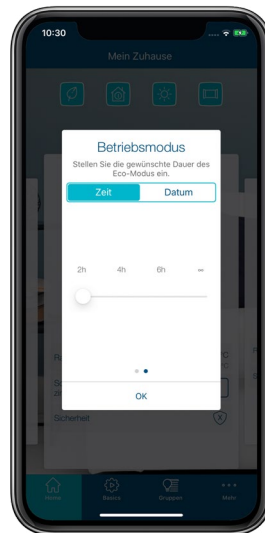 10:30
Mein Zuhause
Betriebsmodus
Stellen Sie die gewünschte Dauer des
Eco-Modus ein.
Zeit Datum
2h 4h 6h ∞
OK
Sicherheit
Home Basics Gruppen Mehr